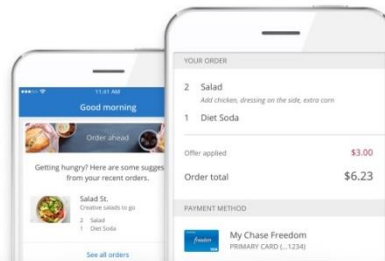 11:41 AM
Good morning
Order ahead
Getting hungry? Here are some sugges
from your recent orders.
Salad St.
Creative salads to go
2 Salad
1 Diet Soda
See all orders
YOUR ORDER
2 Salad
Add chicken, dressing on the side, extra corn
1 Diet Soda
Offer applied $3.00
Order total $6.23
PAYMENT METHOD
freedom
VISA
My Chase Freedom
PRIMARY CARD (...1234)